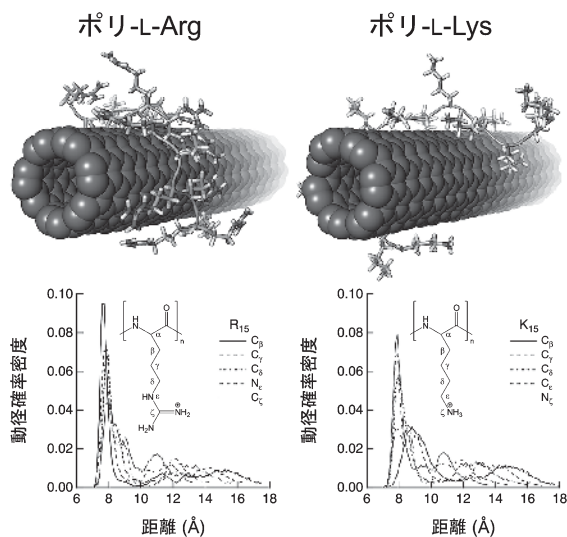 ポリ-L-Arg
ポリ-L-Lys
動径確率密度
0.10
0.08
0.06
0.04
0.02
0.00
6
8
10
12
14
16
18
距離 (Å)
H
N
O
n
α
β
γ
δ
ε
HN
ζ
⊕
NH2
H2N
R15
Cβ
Cγ
Cδ
Nε
Cζ
動径確率密度
0.10
0.08
0.06
0.04
0.02
0.00
6
8
10
12
14
16
18
距離 (Å)
H
N
O
n
α
β
γ
δ
ε
ζ
⊕
NH3
K15
Cβ
Cγ
Cδ
Cε
Nζ